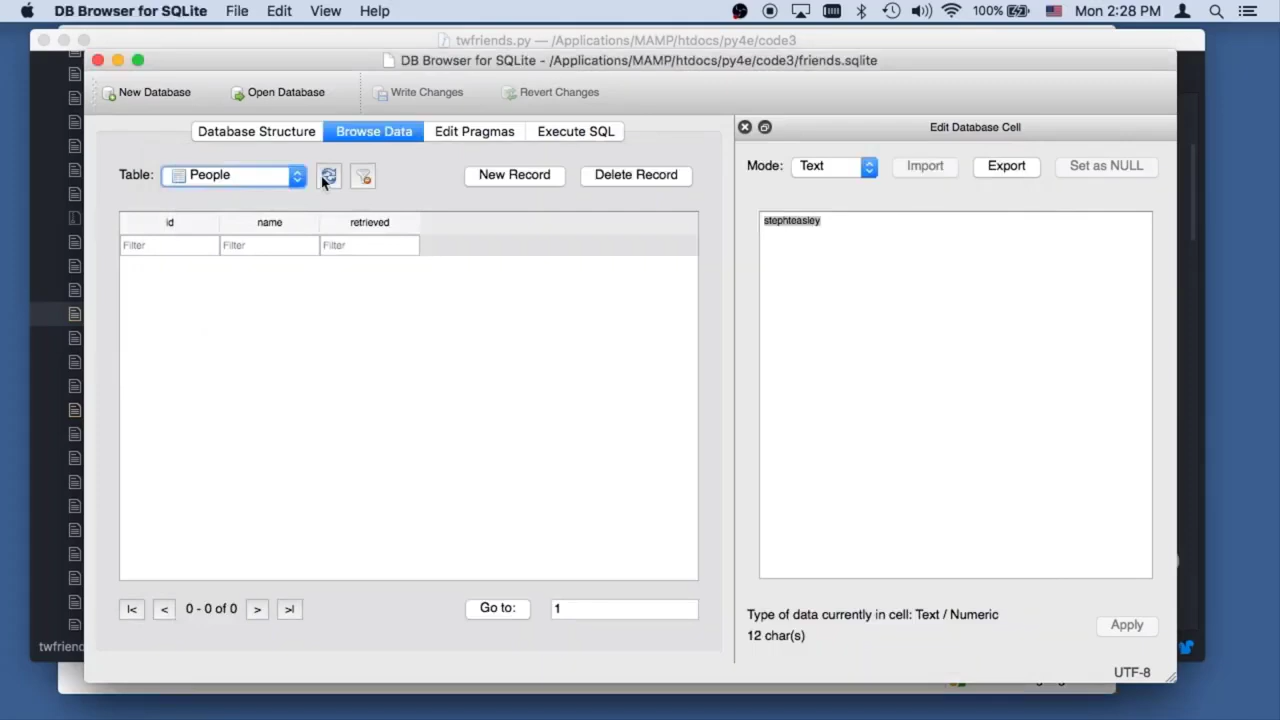 DB Browser for SQLite File Edit View Help 100% Mon 2:28 PM
twfriends.py — /Applications/MAMP/htdocs/py4e/code3
DB Browser for SQLite - /Applications/MAMP/htdocs/py4e/code3/friends.sqlite
New Database Open Database Write Changes Revert Changes
Database Structure Browse Data Edit Pragmas Execute SQL
Edit Database Cell
Table: People New Record Delete Record
Mode: Text Import Export Set as NULL
id name retrieved
Filter Filter Filter
stephteasley
|< < 0 - 0 of 0 > >| Go to: 1
Type of data currently in cell: Text / Numeric
12 char(s)
Apply
twfriend
UTF-8